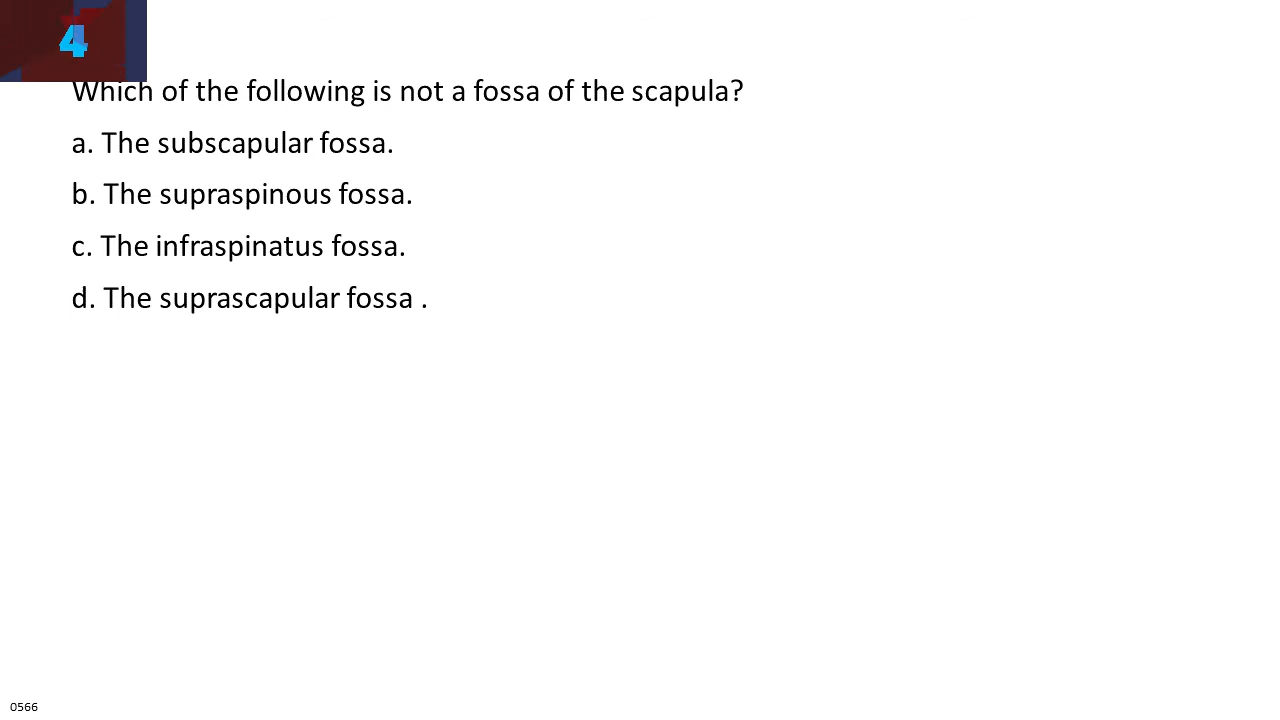 4
Which of the following is not a fossa of the scapula?
a. The subscapular fossa.
b. The supraspinous fossa.
c. The infraspinatus fossa.
d. The suprascapular fossa .
0566